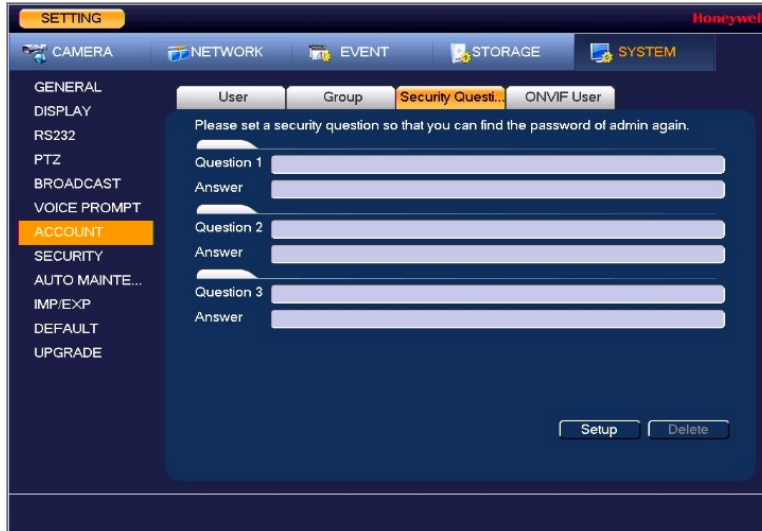 SETTING
Honeywell
CAMERA NETWORK EVENT STORAGE SYSTEM
GENERAL
DISPLAY
RS232
PTZ
BROADCAST
VOICE PROMPT
ACCOUNT
SECURITY
AUTO MAINTE...
IMP/EXP
DEFAULT
UPGRADE
User Group Security Questi... ONVIF User
Please set a security question so that you can find the password of admin again.
Question 1
Answer
Question 2
Answer
Question 3
Answer
Setup Delete